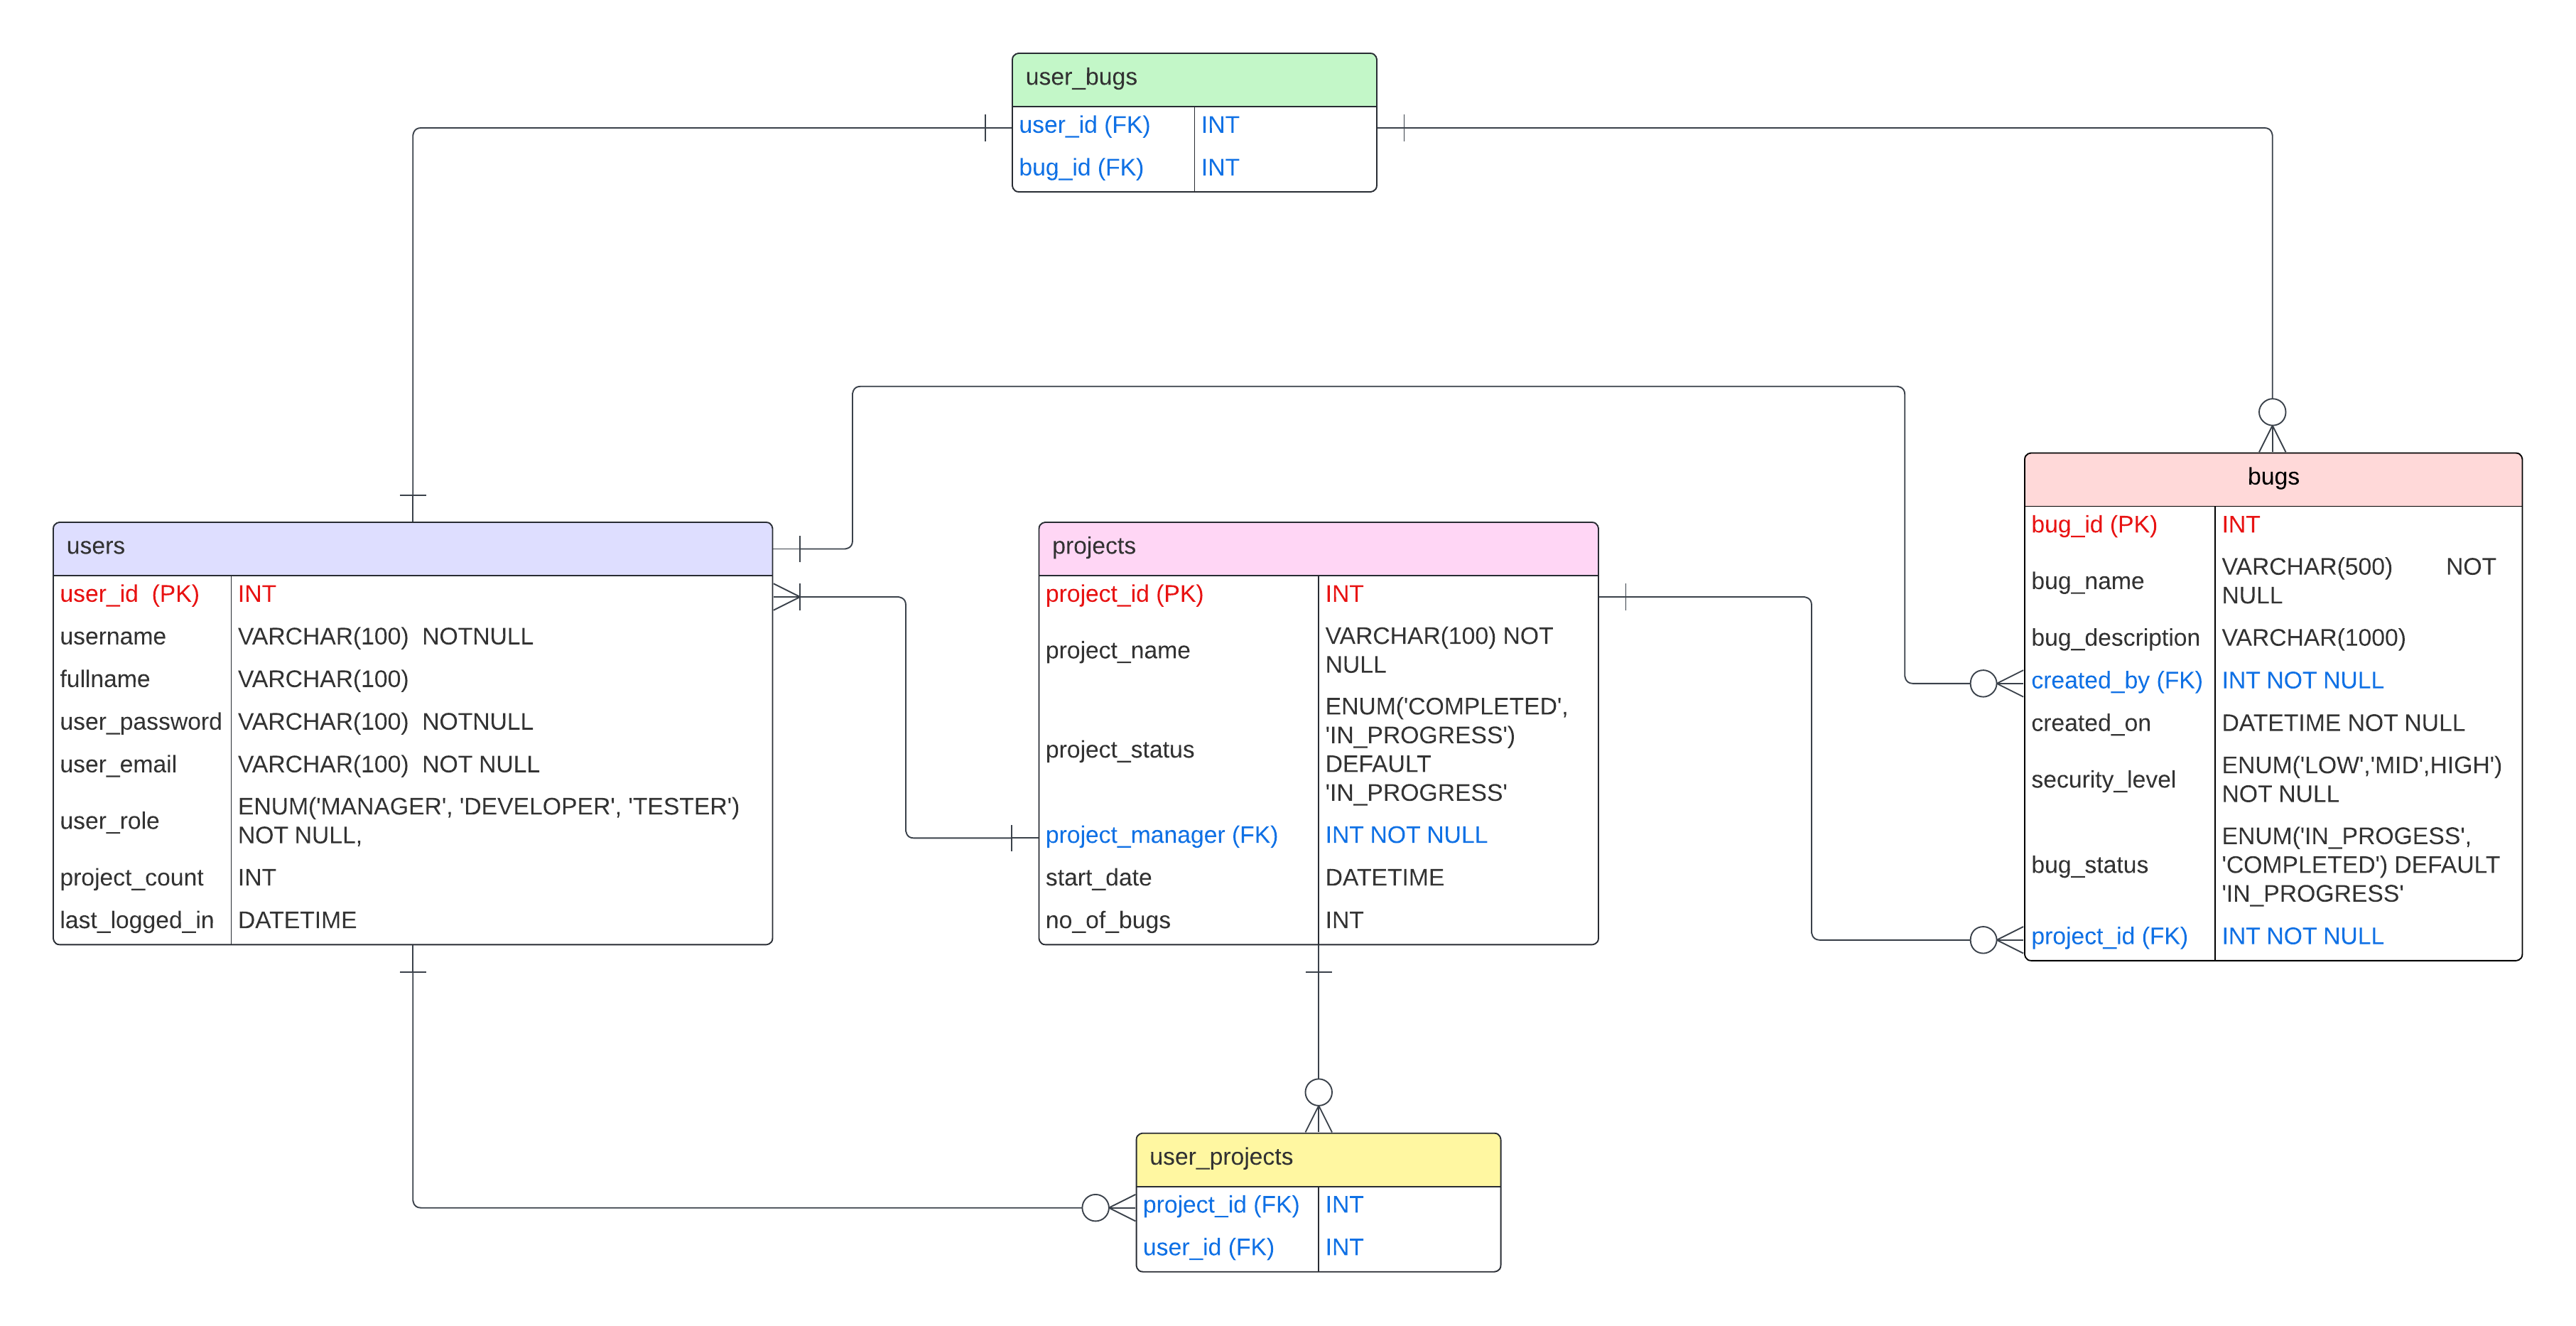 user_bugs
user_id (FK) INT
bug_id (FK) INT
users
user_id  (PK) INT
username VARCHAR(100)  NOTNULL
fullname VARCHAR(100)
user_password VARCHAR(100)  NOTNULL
user_email VARCHAR(100)  NOT NULL
user_role ENUM('MANAGER', 'DEVELOPER', 'TESTER')
NOT NULL,
project_count INT
last_logged_in DATETIME
projects
project_id (PK) INT
project_name VARCHAR(100) NOT
NULL
project_status ENUM('COMPLETED',
'IN_PROGRESS')
DEFAULT
'IN_PROGRESS'
project_manager (FK) INT NOT NULL
start_date DATETIME
no_of_bugs INT
bugs
bug_id (PK) INT
bug_name VARCHAR(500) NOT
NULL
bug_description VARCHAR(1000)
created_by (FK) INT NOT NULL
created_on DATETIME NOT NULL
security_level ENUM('LOW','MID',HIGH')
NOT NULL
bug_status ENUM('IN_PROGESS',
'COMPLETED') DEFAULT
'IN_PROGRESS'
project_id (FK) INT NOT NULL
user_projects
project_id (FK) INT
user_id (FK) INT